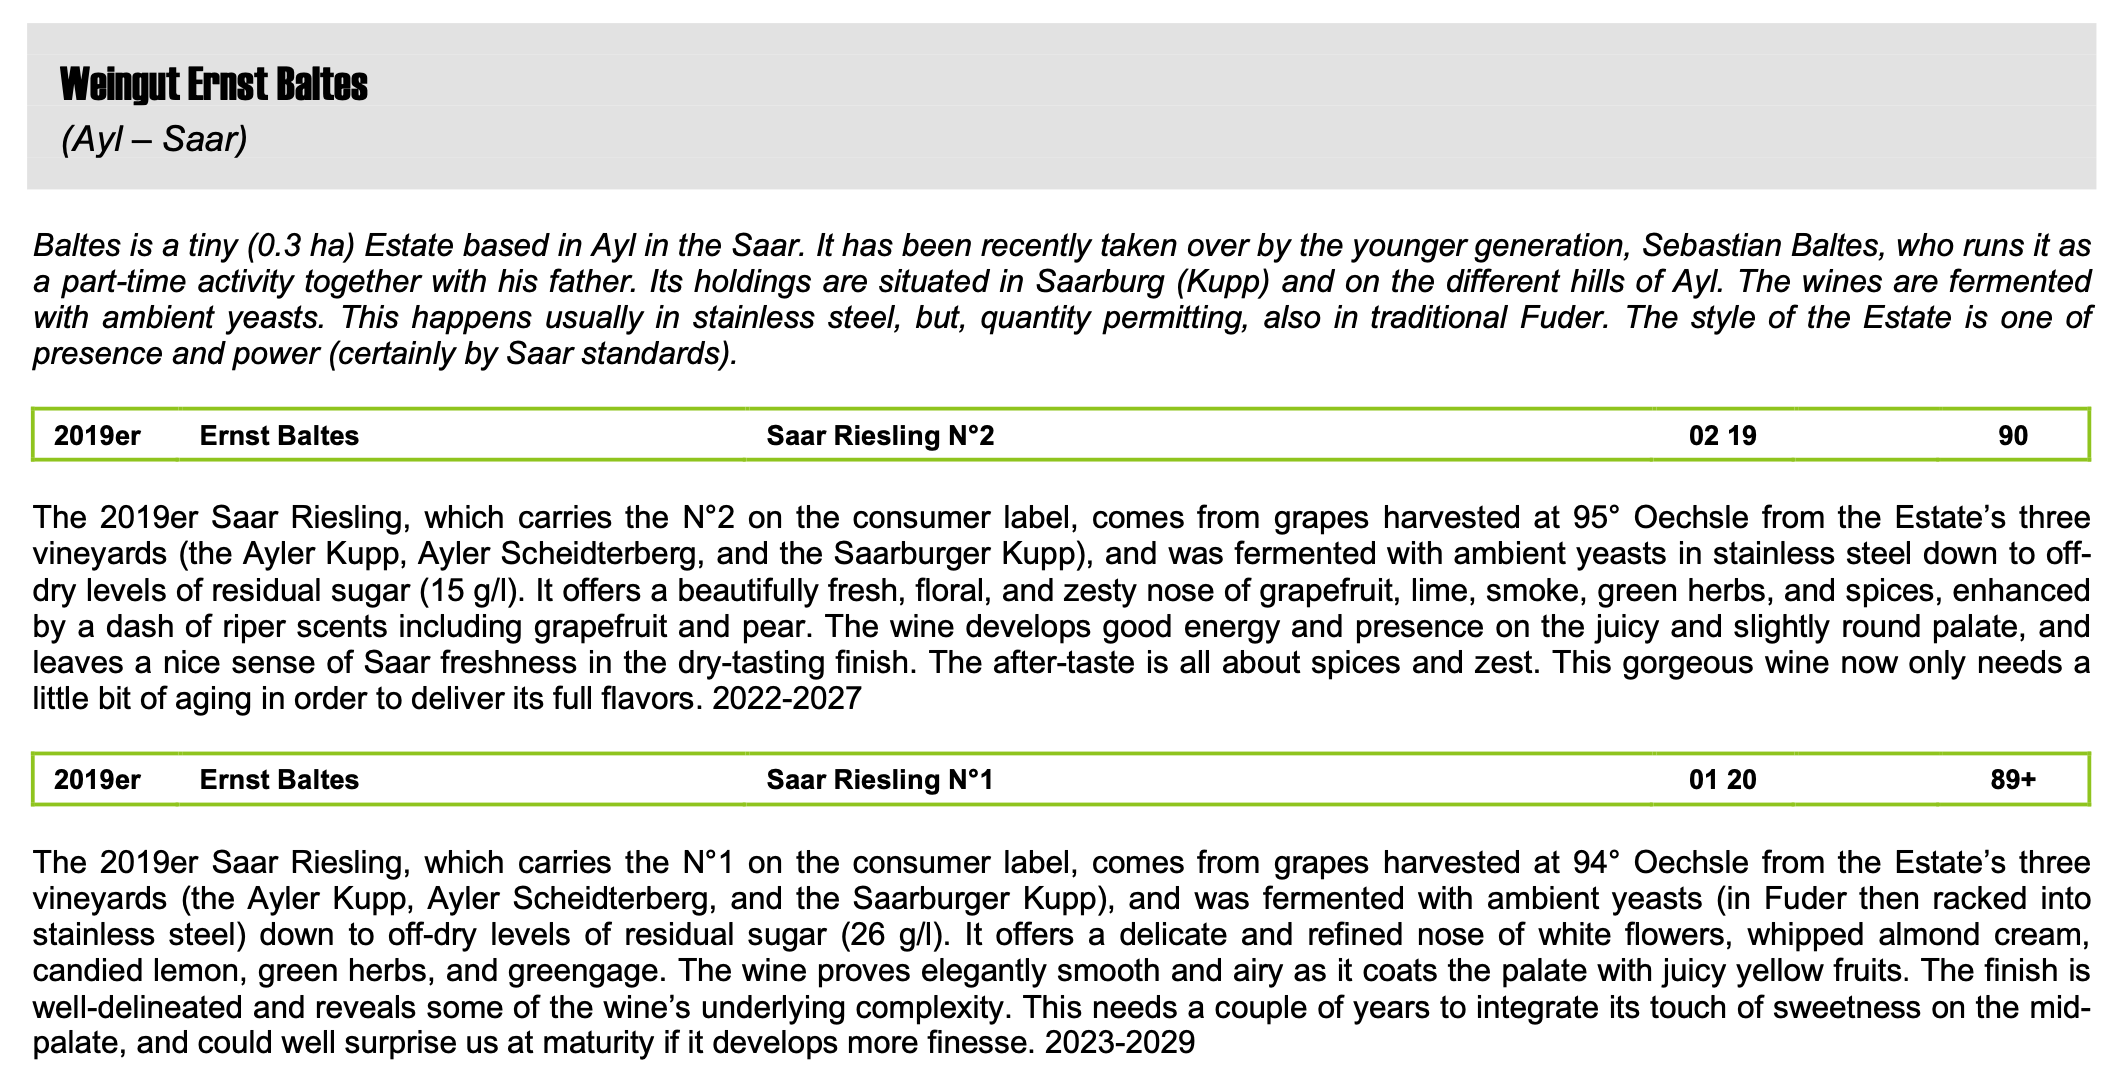 Weingut Ernst Baltes
(Ayl – Saar)
Baltes is a tiny (0.3 ha) Estate based in Ayl in the Saar. It has been recently taken over by the younger generation, Sebastian Baltes, who runs it as
a part-time activity together with his father. Its holdings are situated in Saarburg (Kupp) and on the different hills of Ayl. The wines are fermented
with ambient yeasts. This happens usually in stainless steel, but, quantity permitting, also in traditional Fuder. The style of the Estate is one of
presence and power (certainly by Saar standards).
2019er Ernst Baltes Saar Riesling N°2 02 19 90
The 2019er Saar Riesling, which carries the N°2 on the consumer label, comes from grapes harvested at 95° Oechsle from the Estate’s three
vineyards (the Ayler Kupp, Ayler Scheidterberg, and the Saarburger Kupp), and was fermented with ambient yeasts in stainless steel down to off-
dry levels of residual sugar (15 g/l). It offers a beautifully fresh, floral, and zesty nose of grapefruit, lime, smoke, green herbs, and spices, enhanced
by a dash of riper scents including grapefruit and pear. The wine develops good energy and presence on the juicy and slightly round palate, and
leaves a nice sense of Saar freshness in the dry-tasting finish. The after-taste is all about spices and zest. This gorgeous wine now only needs a
little bit of aging in order to deliver its full flavors. 2022-2027
2019er Ernst Baltes Saar Riesling N°1 01 20 89+
The 2019er Saar Riesling, which carries the N°1 on the consumer label, comes from grapes harvested at 94° Oechsle from the Estate’s three
vineyards (the Ayler Kupp, Ayler Scheidterberg, and the Saarburger Kupp), and was fermented with ambient yeasts (in Fuder then racked into
stainless steel) down to off-dry levels of residual sugar (26 g/l). It offers a delicate and refined nose of white flowers, whipped almond cream,
candied lemon, green herbs, and greengage. The wine proves elegantly smooth and airy as it coats the palate with juicy yellow fruits. The finish is
well-delineated and reveals some of the wine’s underlying complexity. This needs a couple of years to integrate its touch of sweetness on the mid-
palate, and could well surprise us at maturity if it develops more finesse. 2023-2029